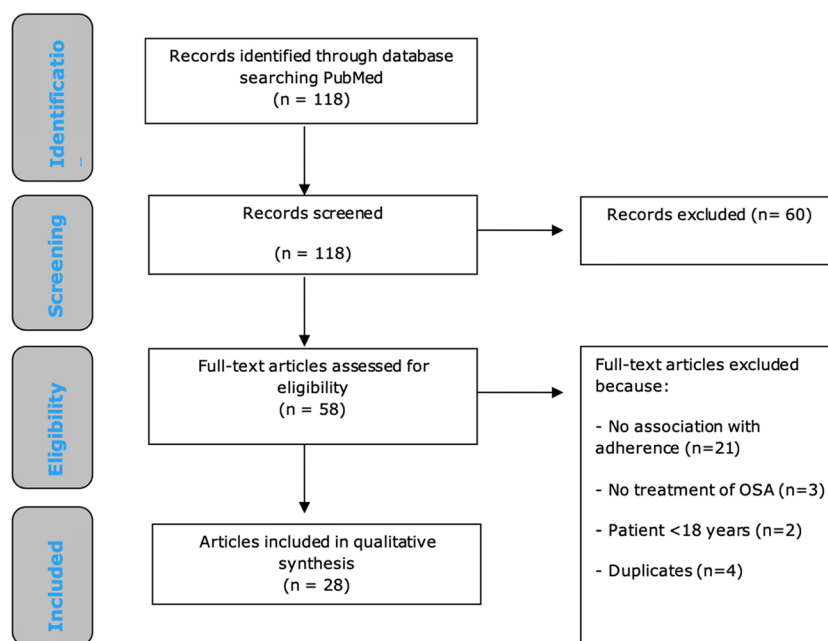 Identificatio
Records identified through database
searching PubMed
(n = 118)
Screening
Records screened
(n = 118)
Records excluded (n= 60)
Eligibility
Full-text articles assessed for
eligibility
(n = 58)
Full-text articles excluded
because:
- No association with
adherence (n=21)
- No treatment of OSA (n=3)
- Patient <18 years (n=2)
- Duplicates (n=4)
Included
Articles included in qualitative
synthesis
(n = 28)